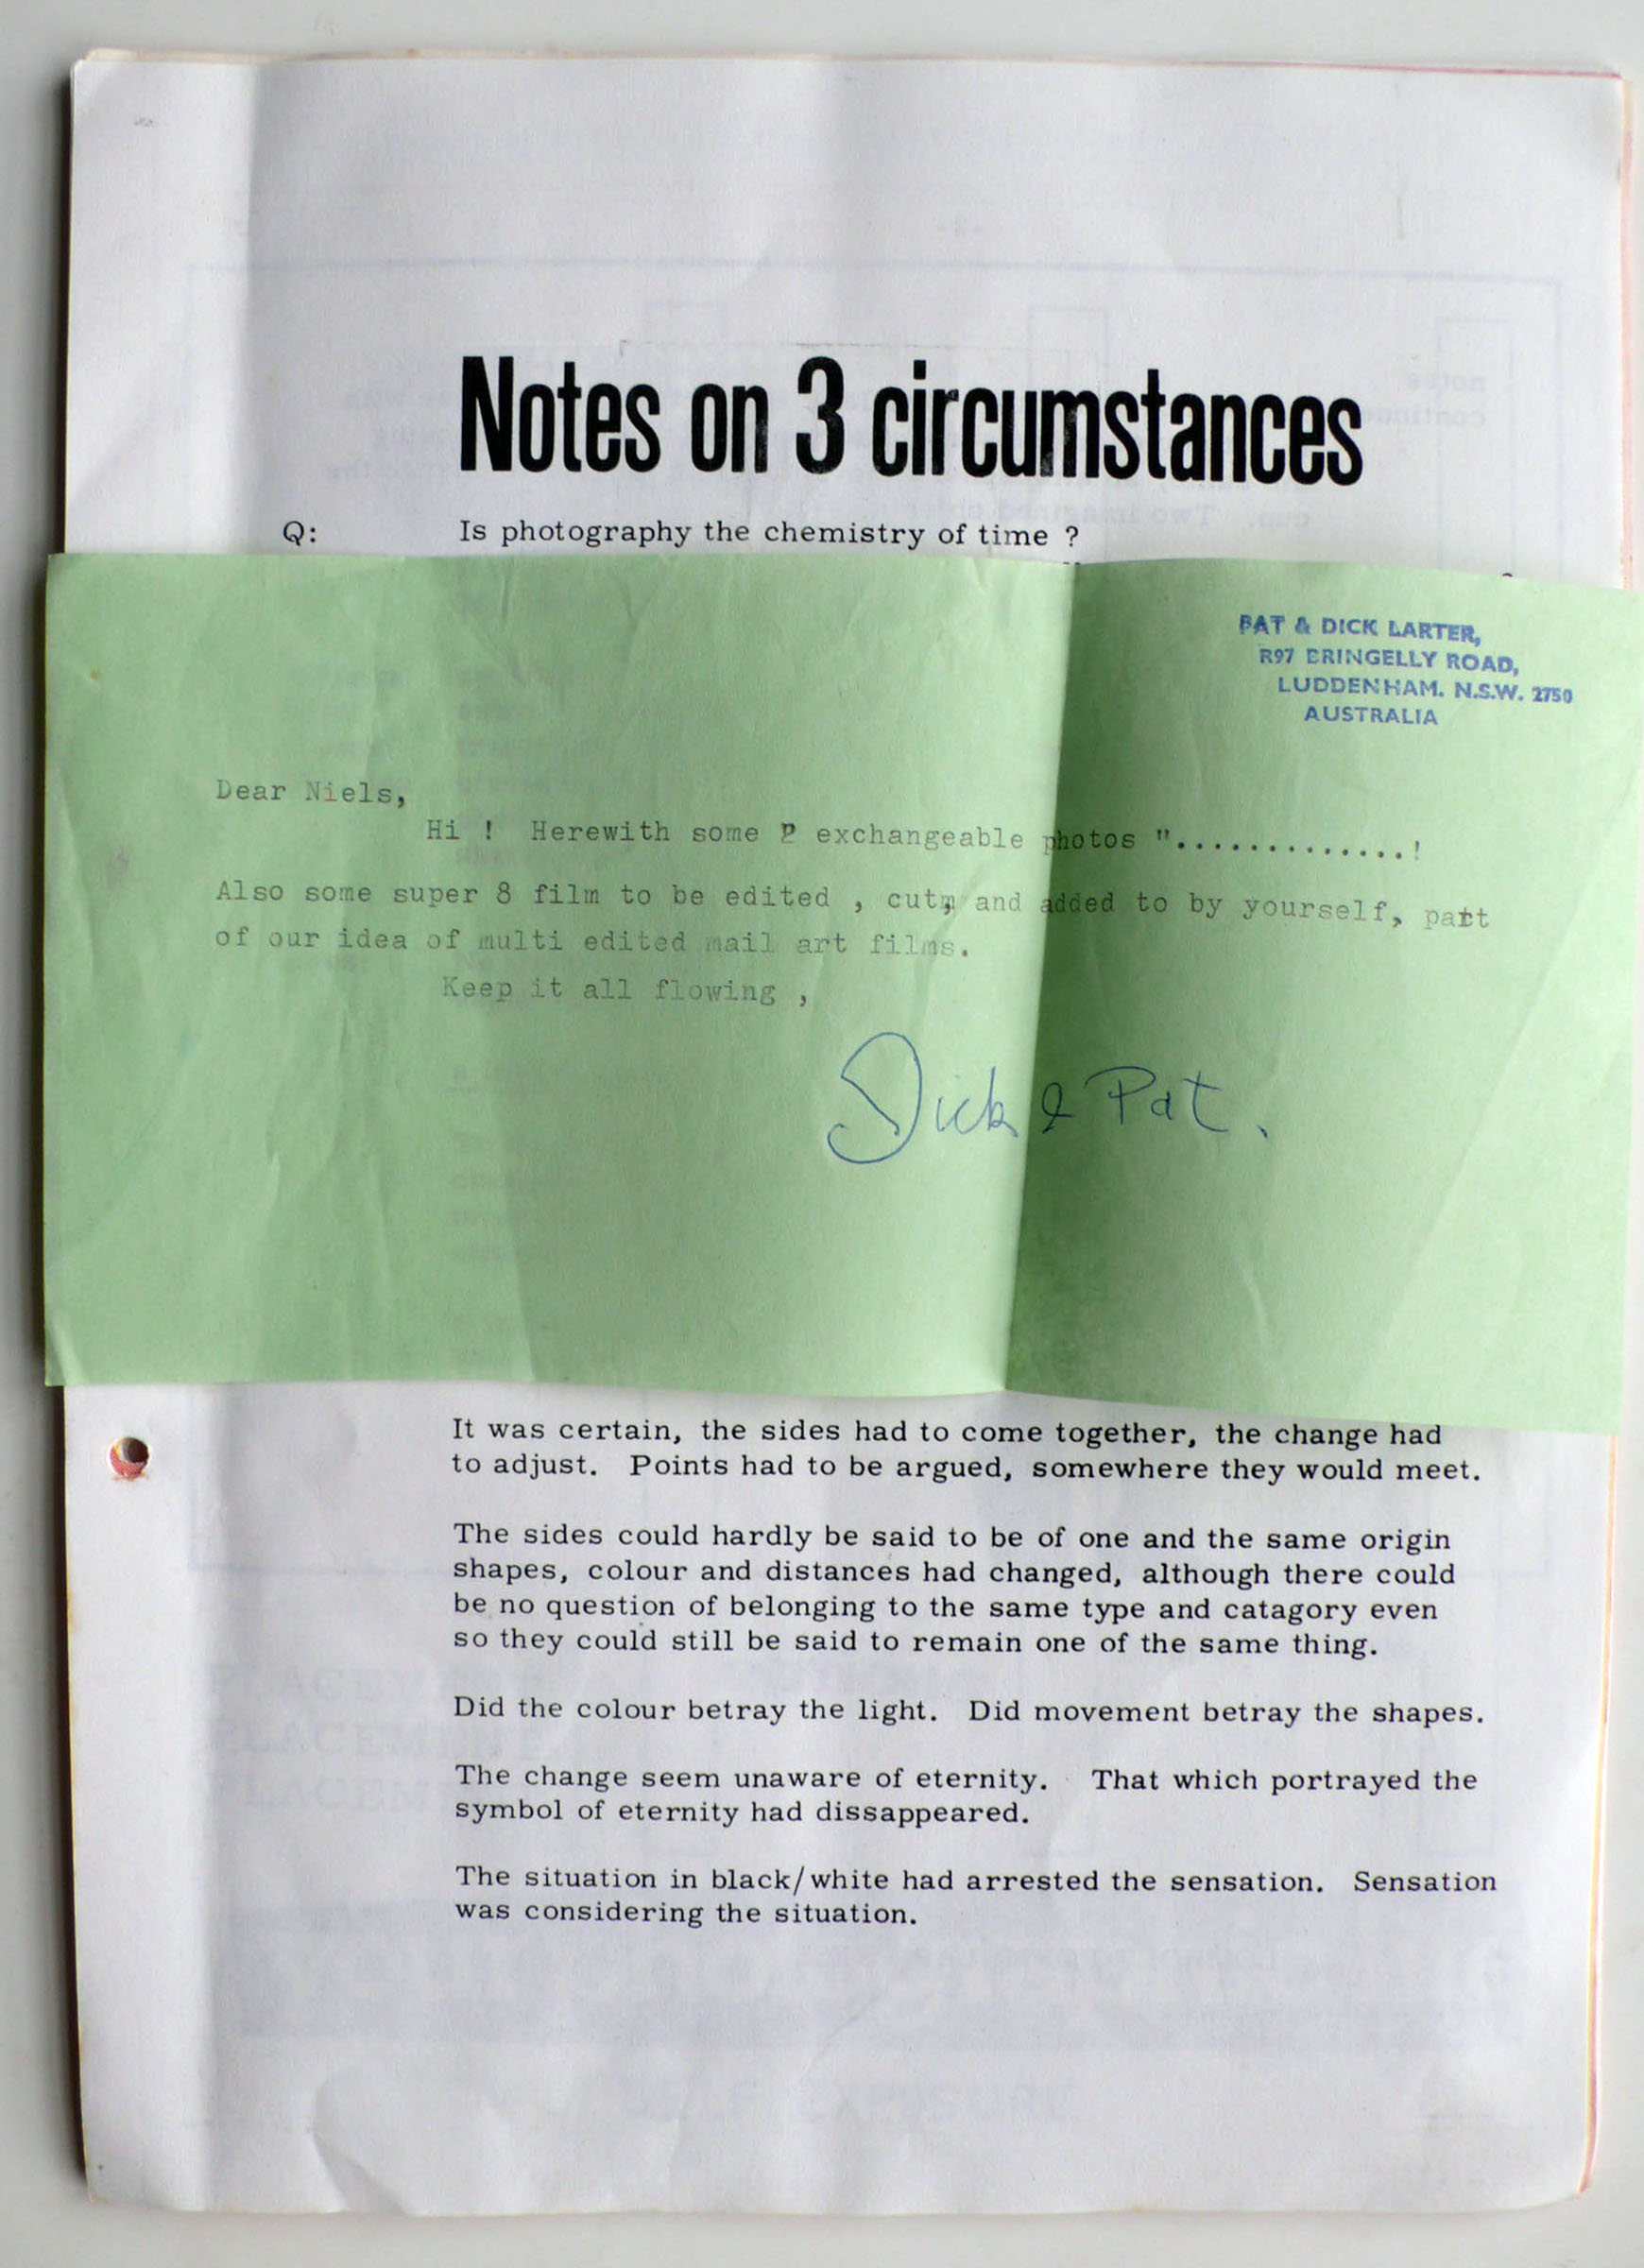 Notes on 3 circumstances
Q: Is photography the chemistry of time ?
PAT & DICK LARTER,
R97 BRINGELLY ROAD,
LUDDENHAM. N.S.W. 2750
AUSTRALIA
Dear Niels,
Hi ! Herewith some P exchangeable photos ".............!
Also some super 8 film to be edited , cut, and added to by yourself, part
of our idea of multi edited mail art films.
Keep it all flowing ,
Dick & Pat.
It was certain, the sides had to come together, the change had
to adjust. Points had to be argued, somewhere they would meet.
The sides could hardly be said to be of one and the same origin
shapes, colour and distances had changed, although there could
be no question of belonging to the same type and catagory even
so they could still be said to remain one of the same thing.
Did the colour betray the light. Did movement betray the shapes.
The change seem unaware of eternity. That which portrayed the
symbol of eternity had dissappeared.
The situation in black/white had arrested the sensation. Sensation
was considering the situation.